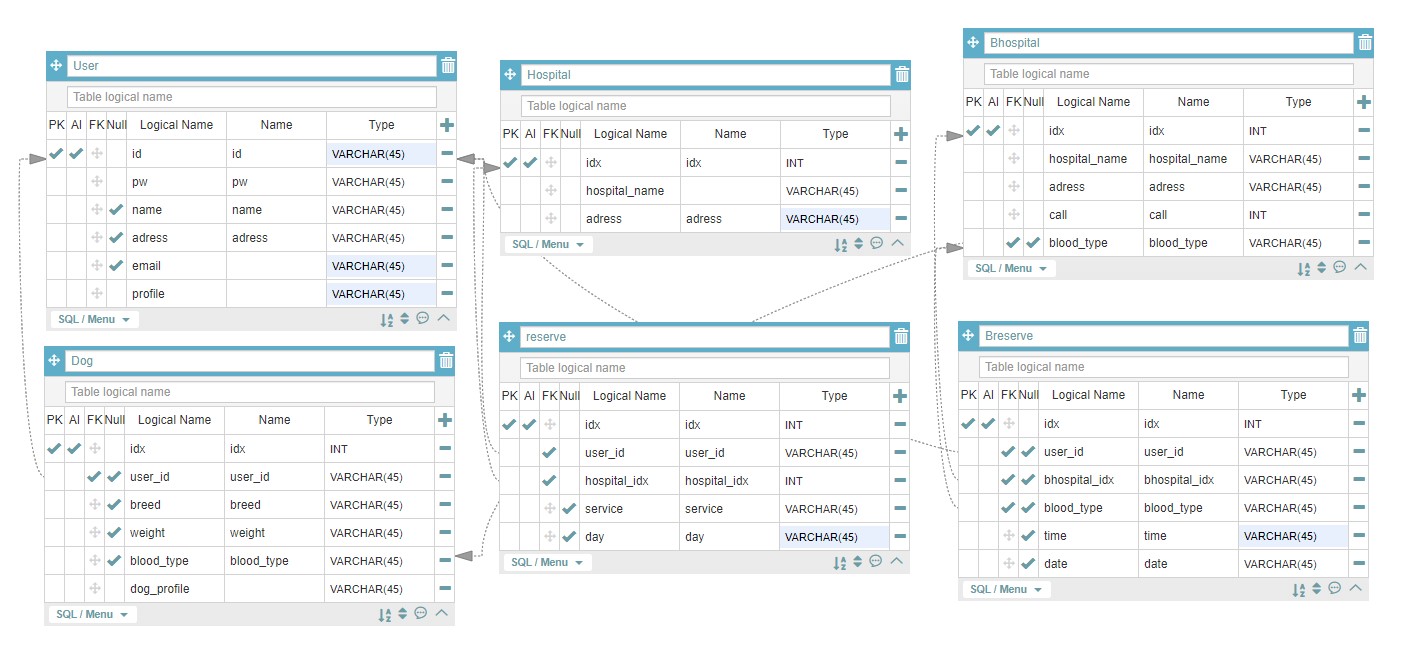 User
Table logical name
PK AI FK Null Logical Name Name Type
id id VARCHAR(45)
pw VARCHAR(45)
name name VARCHAR(45)
adress adress VARCHAR(45)
email VARCHAR(45)
profile VARCHAR(45)
SQL / Menu
Dog
Table logical name
PK AI FK Null Logical Name Name Type
idx idx INT
user_id user_id VARCHAR(45)
breed breed VARCHAR(45)
weight weight VARCHAR(45)
blood_type blood_type VARCHAR(45)
dog_profile VARCHAR(45)
SQL / Menu
Hospital
Table logical name
PK AI FK Null Logical Name Name Type
idx idx INT
hospital_name VARCHAR(45)
adress adress VARCHAR(45)
SQL / Menu
reserve
Table logical name
PK AI FK Null Logical Name Name Type
idx idx INT
user_id user_id VARCHAR(45)
hospital_idx hospital_idx INT
service service VARCHAR(45)
day day VARCHAR(45)
SQL / Menu
Bhospital
Table logical name
PK AI FK Null Logical Name Name Type
idx idx INT
hospital_name hospital_name VARCHAR(45)
adress adress VARCHAR(45)
call call INT
blood_type blood_type VARCHAR(45)
SQL / Menu
Breserve
Table logical name
PK AI FK Null Logical Name Name Type
idx idx INT
user_id user_id VARCHAR(45)
bhospital_idx bhospital_idx VARCHAR(45)
blood_type blood_type VARCHAR(45)
time time VARCHAR(45)
date date VARCHAR(45)
SQL / Menu